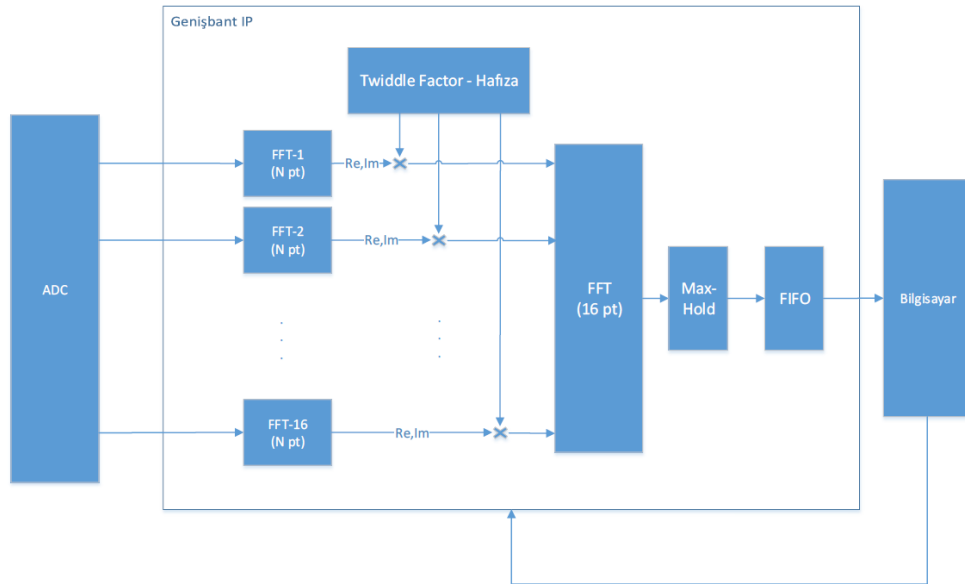 Genişbant IP
Twiddle Factor - Hafıza
ADC
FFT-1
(N pt)
Re,Im
FFT-2
(N pt)
Re,Im
FFT-16
(N pt)
Re,Im
FFT
(16 pt)
Max-
Hold
FIFO
Bilgisayar